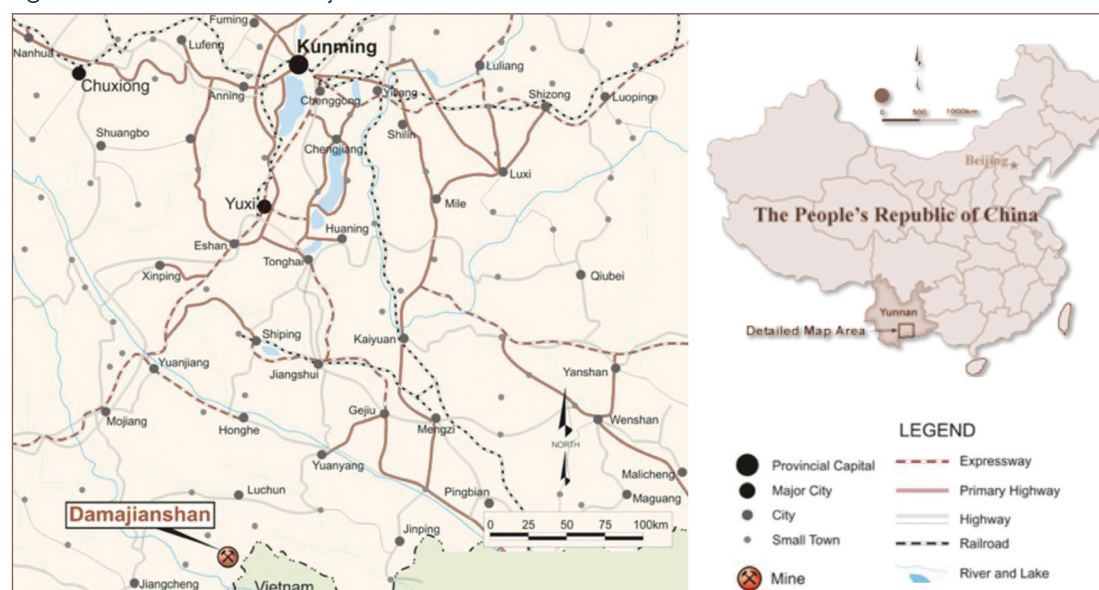 Fuming
Nanhua
Lufeng
Kunming
Luliang
Chuxiong
Anning
Chenggong
Yiliang
Shizong
Luoping
Shuangbo
Shilin
Chengjiang
Luxi
Yuxi
Mile
Huaning
Eshan
Tonghai
Xinping
Qiubei
Shiping
Kaiyuan
Yuanjiang
Jiangshui
Yanshan
Gejiu
Mojiang
Honghe
Mengzi
Wenshan
NORTH
Yuanyang
Malicheng
Luchun
Pingbian
Maguang
Damajianshan
0 25 50 75 100km
Jinping
Jiangcheng
Vietnam
0 500 1000km
Beijing
The People's Republic of China
Yunnan
Detailed Map Area
LEGEND
Provincial Capital
Major City
City
Small Town
Mine
Expressway
Primary Highway
Highway
Railroad
River and Lake